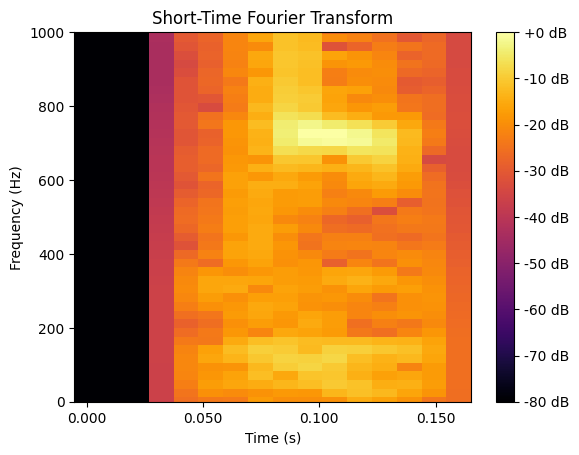 Short-Time Fourier Transform
1000
800
600
400
200
0
Frequency (Hz)
0.000
0.050
0.100
0.150
Time (s)
+0 dB
-10 dB
-20 dB
-30 dB
-40 dB
-50 dB
-60 dB
-70 dB
-80 dB